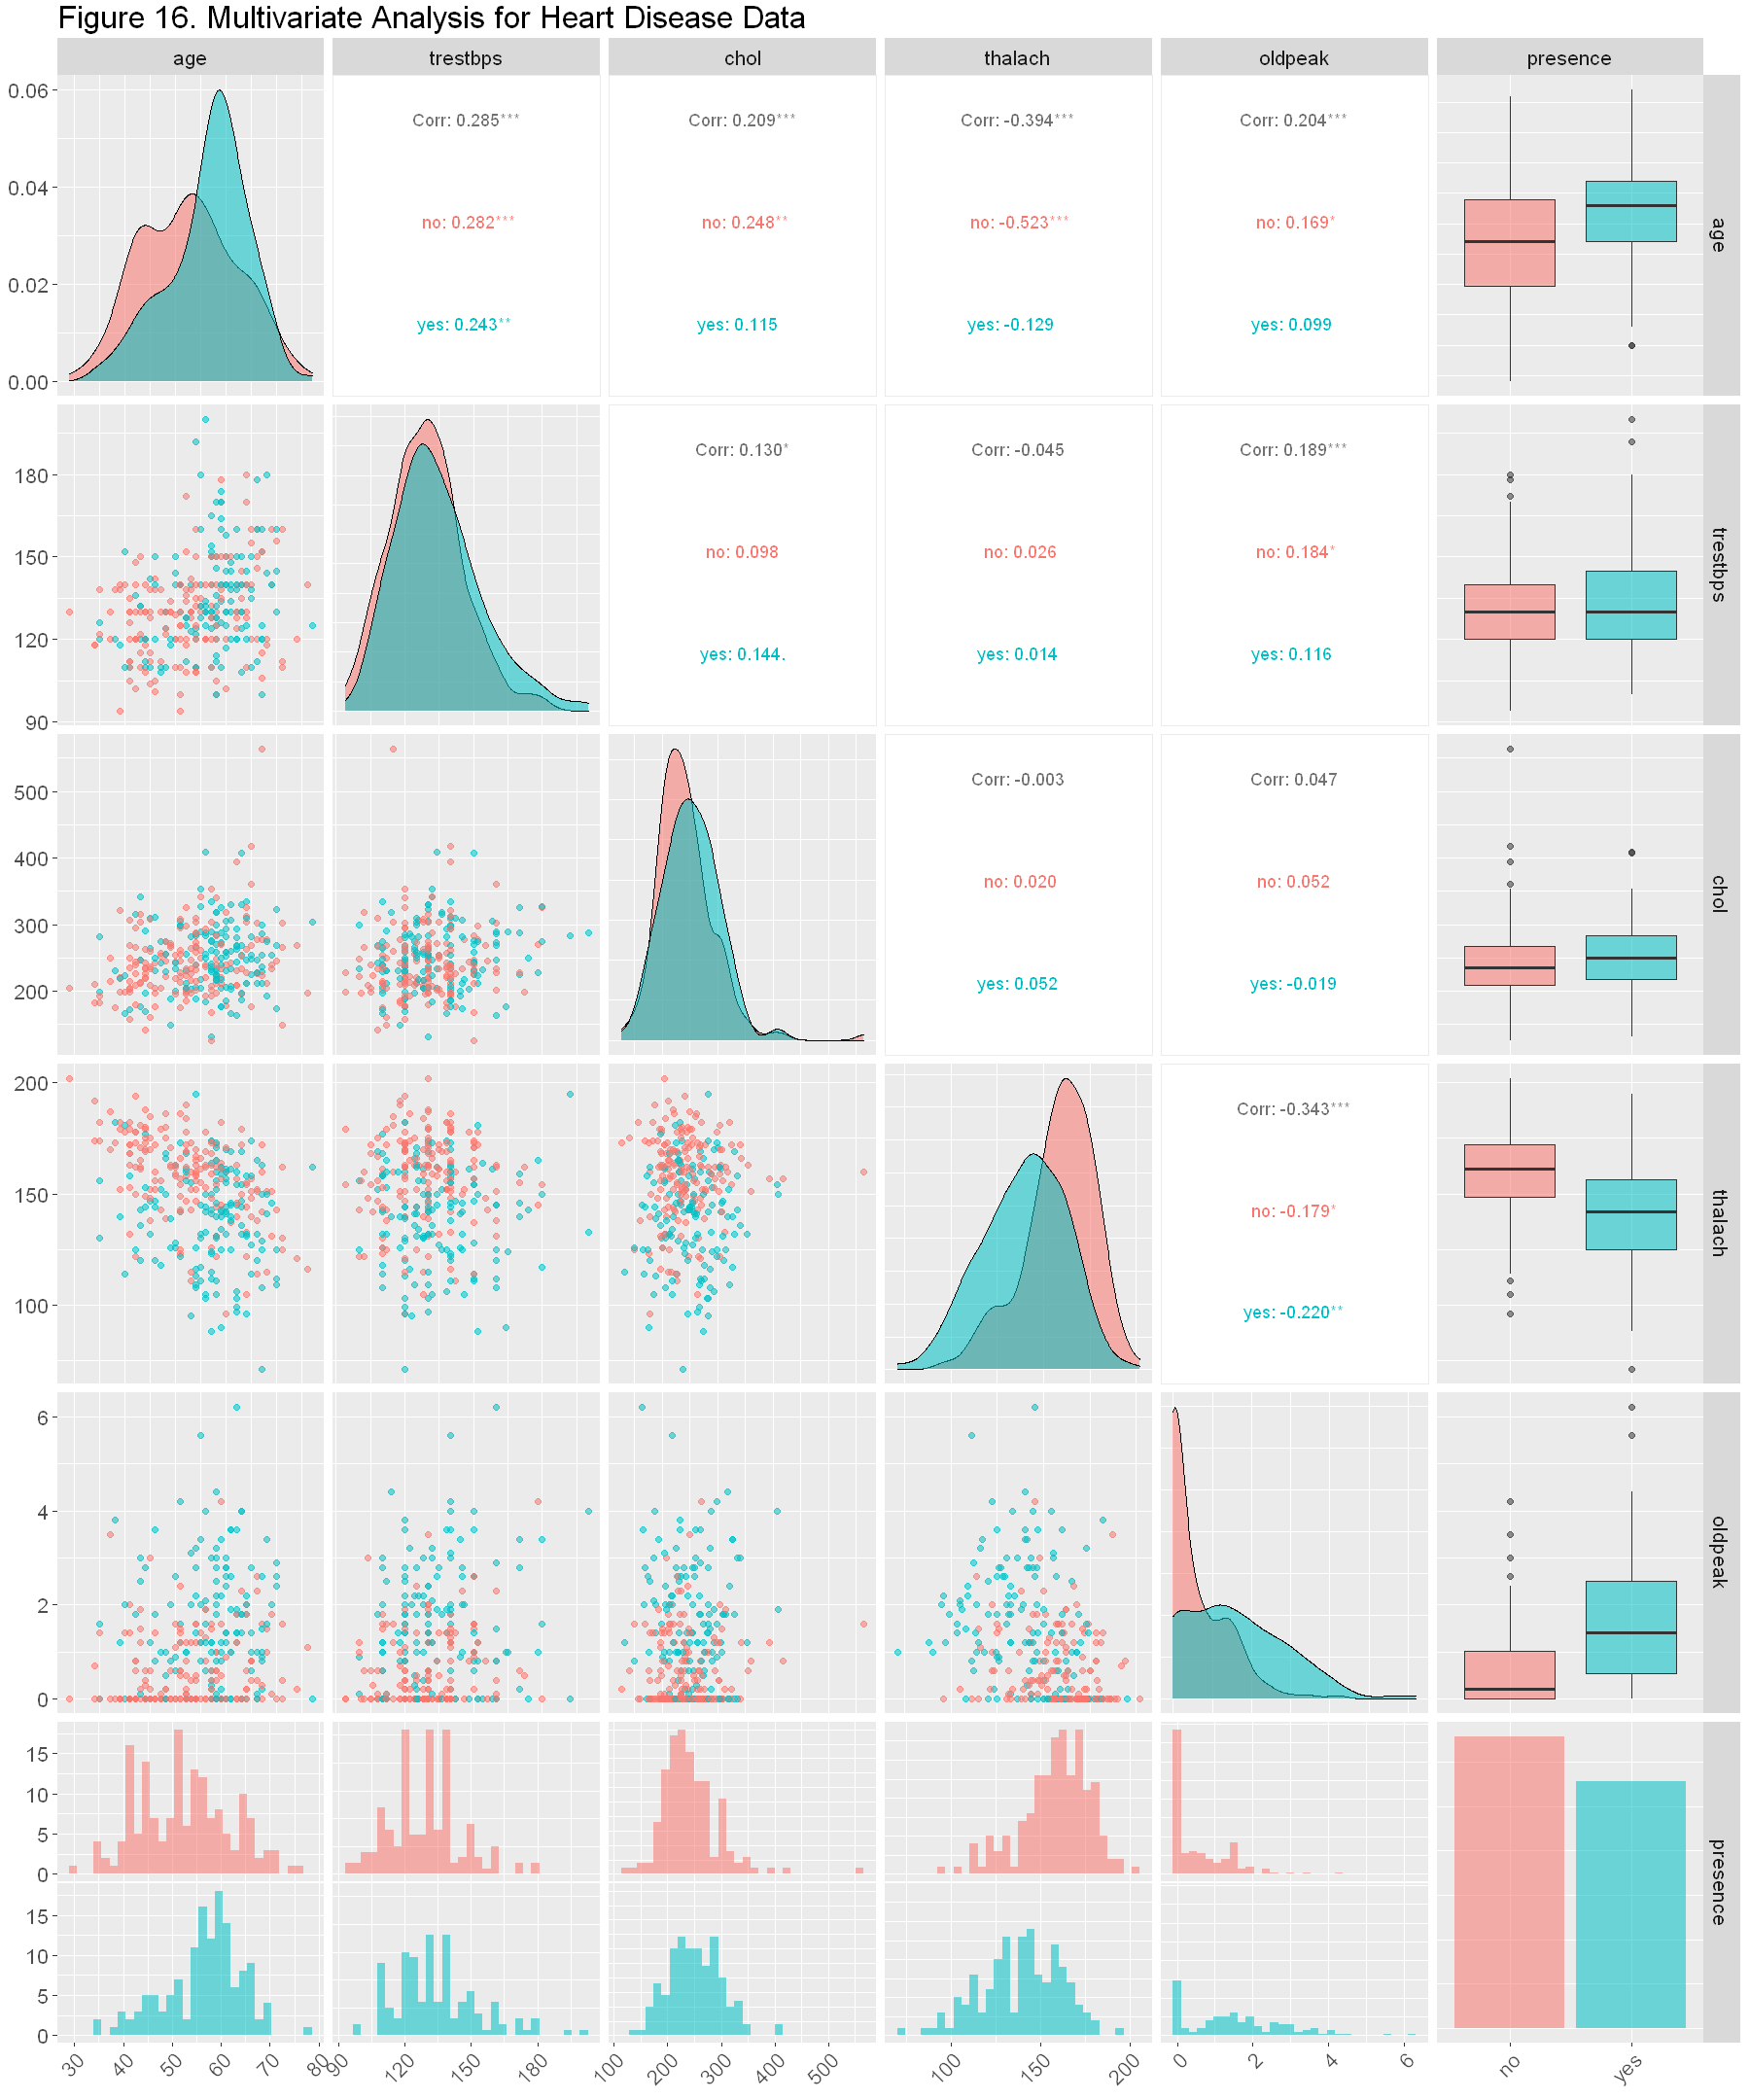 Figure 16. Multivariate Analysis for Heart Disease Data
age trestbps chol thalach oldpeak presence
0.06
0.04
0.02
0.00
Corr: 0.285*** Corr: 0.209*** Corr: -0.394*** Corr: 0.204***
no: 0.282*** no: 0.248** no: -0.523*** no: 0.169*
yes: 0.243** yes: 0.115 yes: -0.129 yes: 0.099
age
180
150
120
90
Corr: 0.130* Corr: -0.045 Corr: 0.189***
no: 0.098 no: 0.026 no: 0.184*
yes: 0.144. yes: 0.014 yes: 0.116
trestbps
500
400
300
200
Corr: -0.003 Corr: 0.047
no: 0.020 no: 0.052
yes: 0.052 yes: -0.019
chol
200
150
100
Corr: -0.343***
no: -0.179*
yes: -0.220**
thalach
6
4
2
0
oldpeak
15
10
5
0
15
10
5
0
presence
30 40 50 60 70 80 90 120 150 180 100 200 300 400 500 100 150 200 0 2 4 6 no yes